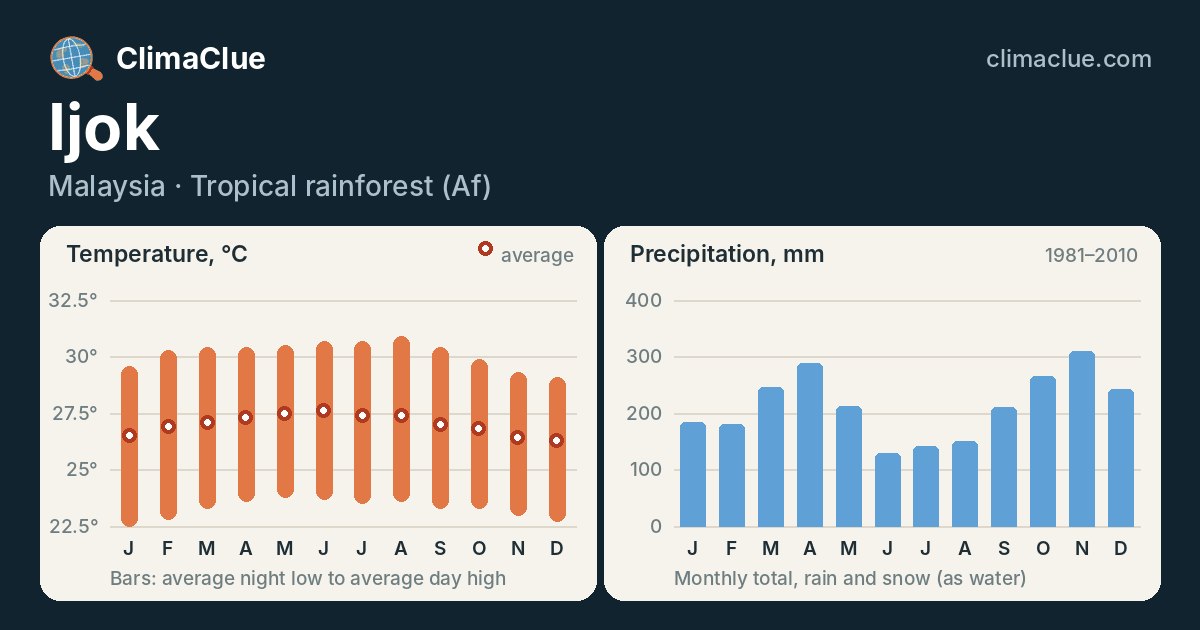 ClimaClue
climaclue.com
Ijok
Malaysia · Tropical rainforest (Af)
Temperature, °C
average
32.5°
30°
27.5°
25°
22.5°
J F M A M J J A S O N D
Bars: average night low to average day high
Precipitation, mm
1981–2010
400
300
200
100
0
J F M A M J J A S O N D
Monthly total, rain and snow (as water)